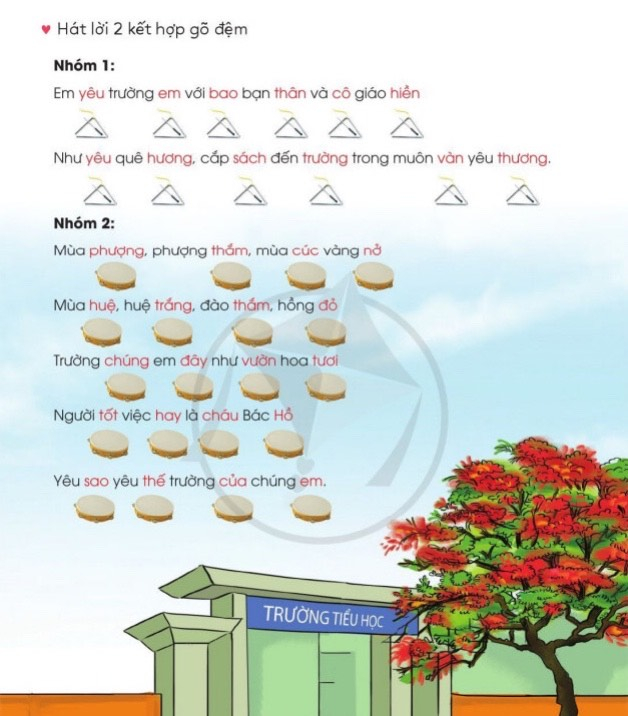 Hát lời 2 kết hợp gõ đệm
Nhóm 1:
Em yêu trường em với bao bạn thân và cô giáo hiền
Như yêu quê hương, cắp sách đến trường trong muôn vàn yêu thương.
Nhóm 2:
Mùa phượng, phượng thắm, mùa cúc vàng nở
Mùa huệ, huệ trắng, đào thắm, hồng đỏ
Trường chúng em đây như vườn hoa tươi
Người tốt việc hay là cháu Bác Hồ
Yêu sao yêu thế trường của chúng em.
TRƯỜNG TIỂU HỌC